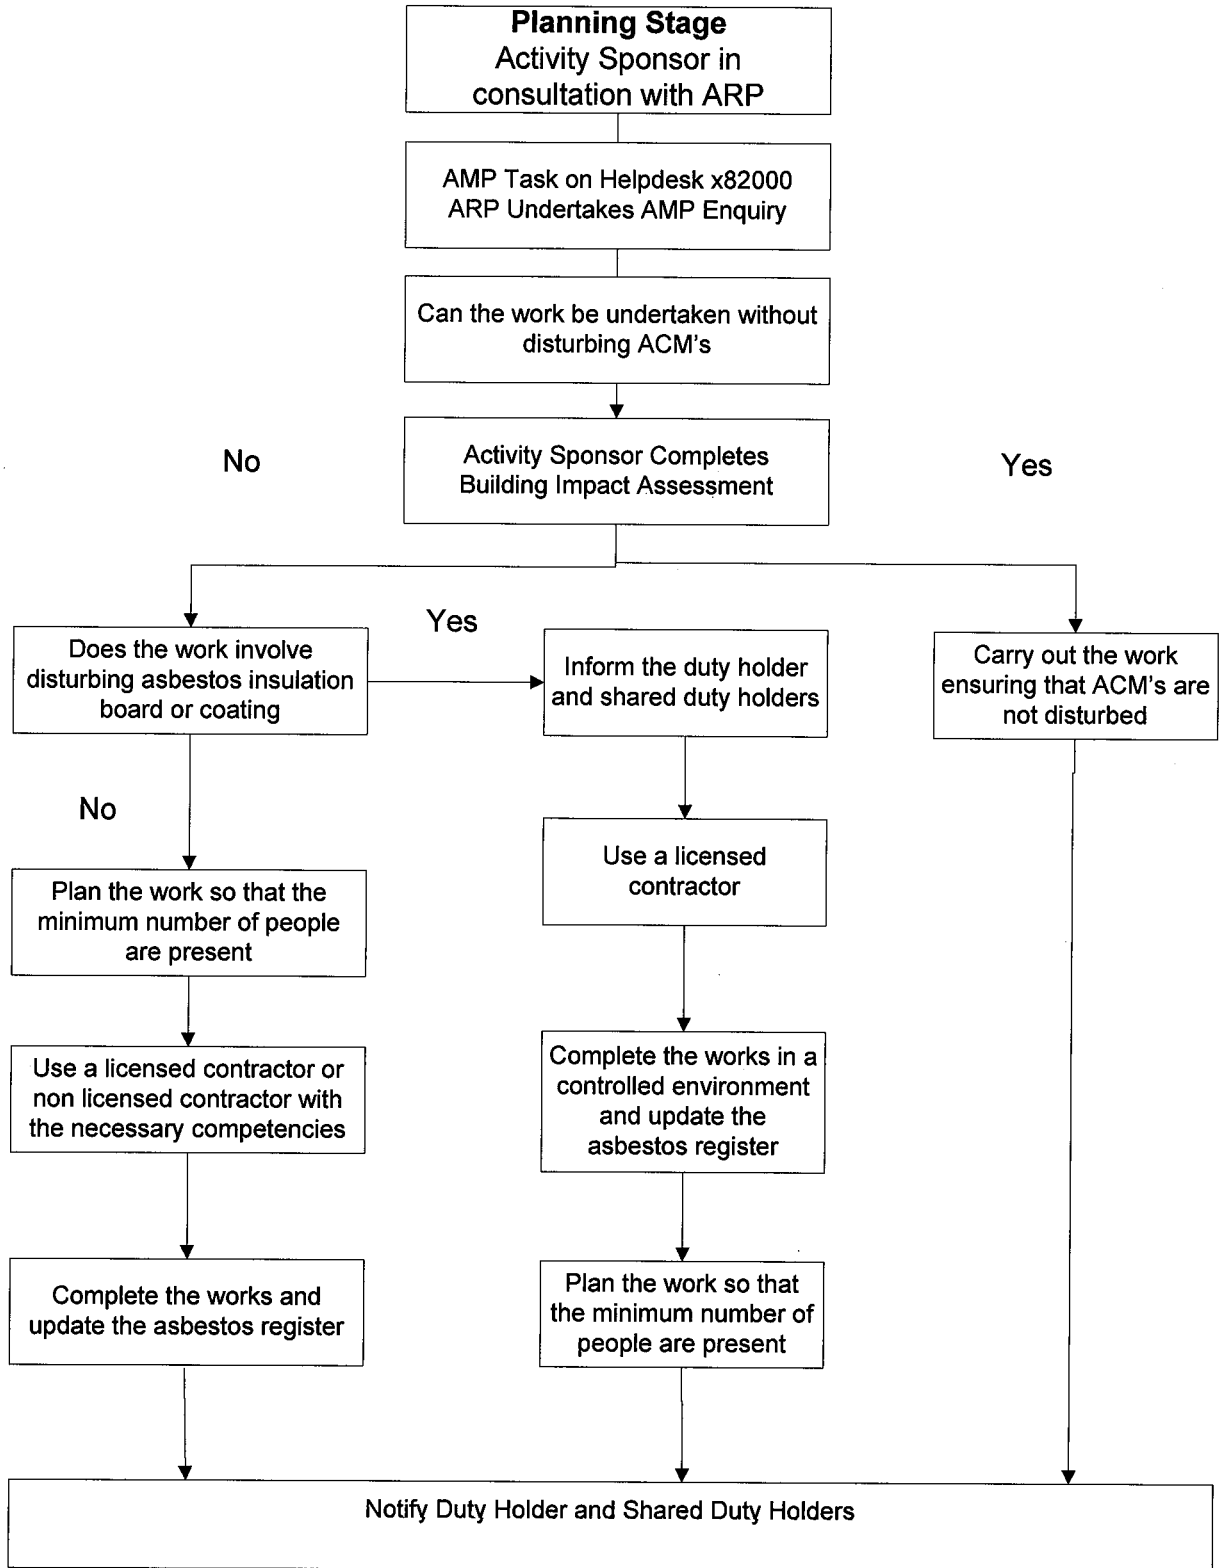 Planning Stage
Activity Sponsor in
consultation with ARP
AMP Task on Helpdesk x82000
ARP Undertakes AMP Enquiry
Can the work be undertaken without
disturbing ACM's
Activity Sponsor Completes
Building Impact Assessment
No
Yes
Does the work involve
disturbing asbestos insulation
board or coating
Yes
Inform the duty holder
and shared duty holders
Carry out the work
ensuring that ACM's are
not disturbed
No
Use a licensed
contractor
Plan the work so that the
minimum number of people
are present
Complete the works in a
controlled environment
and update the
asbestos register
Use a licensed contractor or
non licensed contractor with
the necessary competencies
Complete the works and
update the asbestos register
Plan the work so that
the minimum number of
people are present
Notify Duty Holder and Shared Duty Holders